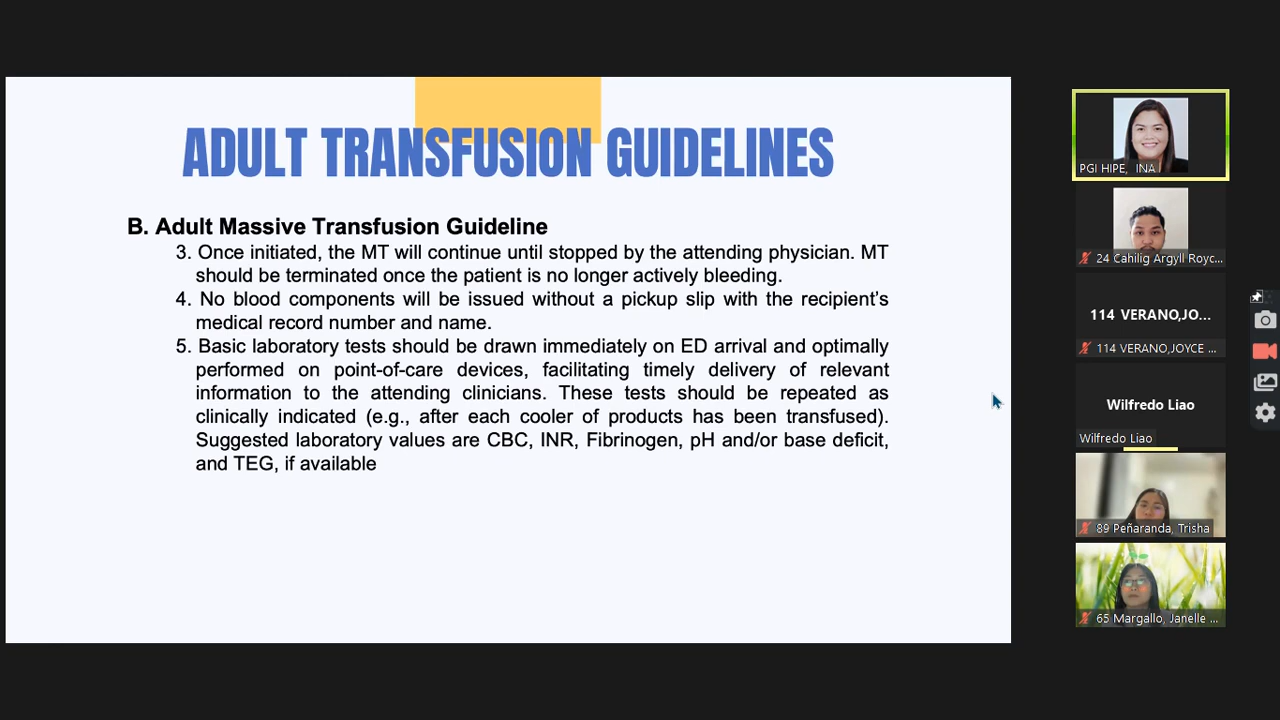 ADULT TRANSFUSION GUIDELINES
B. Adult Massive Transfusion Guideline
3. Once initiated, the MT will continue until stopped by the attending physician. MT
should be terminated once the patient is no longer actively bleeding.
4. No blood components will be issued without a pickup slip with the recipient's
medical record number and name.
5. Basic laboratory tests should be drawn immediately on ED arrival and optimally
performed on point-of-care devices, facilitating timely delivery of relevant
information to the attending clinicians. These tests should be repeated as
clinically indicated (e.g., after each cooler of products has been transfused).
Suggested laboratory values are CBC, INR, Fibrinogen, pH and/or base deficit,
and TEG, if available
PGI HIPE, INA
24 Cahilig Argyll Royc...
114 VERANO,JO...
114 VERANO,JOYCE ...
Wilfredo Liao
Wilfredo Liao
89 Peñaranda, Trisha
65 Margallo, Janelle ...